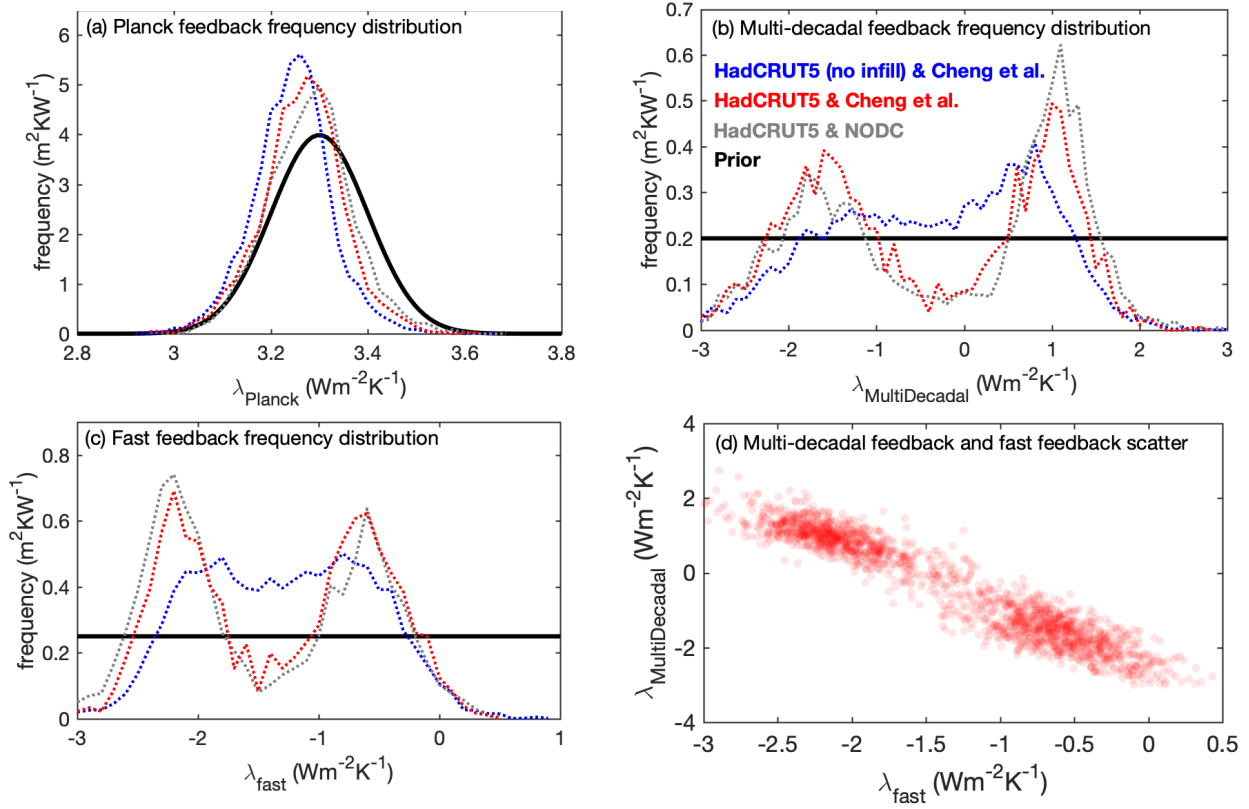 (a) Planck feedback frequency distribution
6
5
4
3
2
1
0
frequency (m²KW⁻¹)
2.8 3 3.2 3.4 3.6 3.8
λ_Planck (Wm⁻²K⁻¹)
(b) Multi-decadal feedback frequency distribution
HadCRUT5 (no infill) & Cheng et al.
HadCRUT5 & Cheng et al.
HadCRUT5 & NODC
Prior
0.7
0.6
0.5
0.4
0.3
0.2
0.1
0
frequency (m²KW⁻¹)
-3 -2 -1 0 1 2 3
λ_MultiDecadal (Wm⁻²K⁻¹)
(c) Fast feedback frequency distribution
0.8
0.6
0.4
0.2
0
frequency (m²KW⁻¹)
-3 -2 -1 0 1
λ_fast (Wm⁻²K⁻¹)
(d) Multi-decadal feedback and fast feedback scatter
4
2
0
-2
-4
λ_MultiDecadal (Wm⁻²K⁻¹)
-3 -2.5 -2 -1.5 -1 -0.5 0 0.5
λ_fast (Wm⁻²K⁻¹)